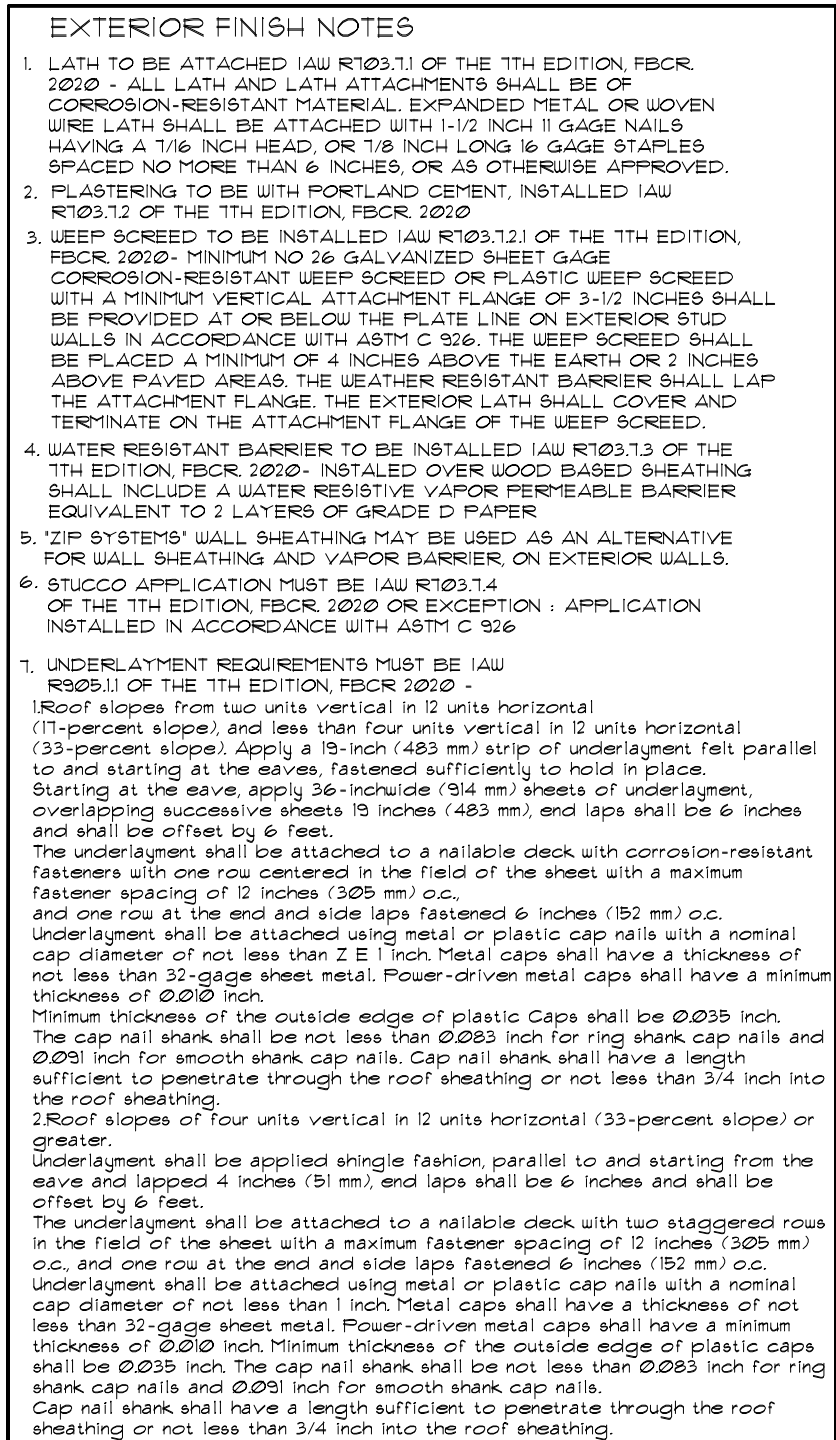 EXTERIOR FINISH NOTES
1. LATH TO BE ATTACHED IAW R703.7.1 OF THE 7TH EDITION, FBCR.
2020 - ALL LATH AND LATH ATTACHMENTS SHALL BE OF
CORROSION-RESISTANT MATERIAL. EXPANDED METAL OR WOVEN
WIRE LATH SHALL BE ATTACHED WITH 1-1/2 INCH 11 GAGE NAILS
HAVING A 7/16 INCH HEAD, OR 7/8 INCH LONG 16 GAGE STAPLES
SPACED NO MORE THAN 6 INCHES, OR AS OTHERWISE APPROVED.
2. PLASTERING TO BE WITH PORTLAND CEMENT, INSTALLED IAW
R703.7.2 OF THE 7TH EDITION, FBCR. 2020
3. WEEP SCREED TO BE INSTALLED IAW R703.7.2.1 OF THE 7TH EDITION,
FBCR. 2020- MINIMUM NO 26 GALVANIZED SHEET GAGE
CORROSION-RESISTANT WEEP SCREED OR PLASTIC WEEP SCREED
WITH A MINIMUM VERTICAL ATTACHMENT FLANGE OF 3-1/2 INCHES SHALL
BE PROVIDED AT OR BELOW THE PLATE LINE ON EXTERIOR STUD
WALLS IN ACCORDANCE WITH ASTM C 926. THE WEEP SCREED SHALL
BE PLACED A MINIMUM OF 4 INCHES ABOVE THE EARTH OR 2 INCHES
ABOVE PAVED AREAS. THE WEATHER RESISTANT BARRIER SHALL LAP
THE ATTACHMENT FLANGE. THE EXTERIOR LATH SHALL COVER AND
TERMINATE ON THE ATTACHMENT FLANGE OF THE WEEP SCREED.
4. WATER RESISTANT BARRIER TO BE INSTALLED IAW R703.7.3 OF THE
7TH EDITION, FBCR. 2020- INSTALED OVER WOOD BASED SHEATHING
SHALL INCLUDE A WATER RESISTIVE VAPOR PERMEABLE BARRIER
EQUIVALENT TO 2 LAYERS OF GRADE D PAPER
5. "ZIP SYSTEMS" WALL SHEATHING MAY BE USED AS AN ALTERNATIVE
FOR WALL SHEATHING AND VAPOR BARRIER, ON EXTERIOR WALLS.
6. STUCCO APPLICATION MUST BE IAW R703.7.4
OF THE 7TH EDITION, FBCR. 2020 OR EXCEPTION : APPLICATION
INSTALLED IN ACCORDANCE WITH ASTM C 926
7. UNDERLAYMENT REQUIREMENTS MUST BE IAW
R905.1.1 OF THE 7TH EDITION, FBCR 2020 -
1.Roof slopes from two units vertical in 12 units horizontal
(17-percent slope), and less than four units vertical in 12 units horizontal
(33-percent slope). Apply a 19-inch (483 mm) strip of underlayment felt parallel
to and starting at the eaves, fastened sufficiently to hold in place.
Starting at the eave, apply 36-inchwide (914 mm) sheets of underlayment,
overlapping successive sheets 19 inches (483 mm), end laps shall be 6 inches
and shall be offset by 6 feet.
The underlayment shall be attached to a nailable deck with corrosion-resistant
fasteners with one row centered in the field of the sheet with a maximum
fastener spacing of 12 inches (305 mm) o.c.,
and one row at the end and side laps fastened 6 inches (152 mm) o.c.
Underlayment shall be attached using metal or plastic cap nails with a nominal
cap diameter of not less than Z E 1 inch. Metal caps shall have a thickness of
not less than 32-gage sheet metal. Power-driven metal caps shall have a minimum
thickness of 0.010 inch.
Minimum thickness of the outside edge of plastic Caps shall be 0.035 inch.
The cap nail shank shall be not less than 0.083 inch for ring shank cap nails and
0.091 inch for smooth shank cap nails. Cap nail shank shall have a length
sufficient to penetrate through the roof sheathing or not less than 3/4 inch into
the roof sheathing.
2.Roof slopes of four units vertical in 12 units horizontal (33-percent slope) or
greater.
Underlayment shall be applied shingle fashion, parallel to and starting from the
eave and lapped 4 inches (51 mm), end laps shall be 6 inches and shall be
offset by 6 feet.
The underlayment shall be attached to a nailable deck with two staggered rows
in the field of the sheet with a maximum fastener spacing of 12 inches (305 mm)
o.c., and one row at the end and side laps fastened 6 inches (152 mm) o.c.
Underlayment shall be attached using metal or plastic cap nails with a nominal
cap diameter of not less than 1 inch. Metal caps shall have a thickness of not
less than 32-gage sheet metal. Power-driven metal caps shall have a minimum
thickness of 0.010 inch. Minimum thickness of the outside edge of plastic caps
shall be 0.035 inch. The cap nail shank shall be not less than 0.083 inch for ring
shank cap nails and 0.091 inch for smooth shank cap nails.
Cap nail shank shall have a length sufficient to penetrate through the roof
sheathing or not less than 3/4 inch into the roof sheathing.